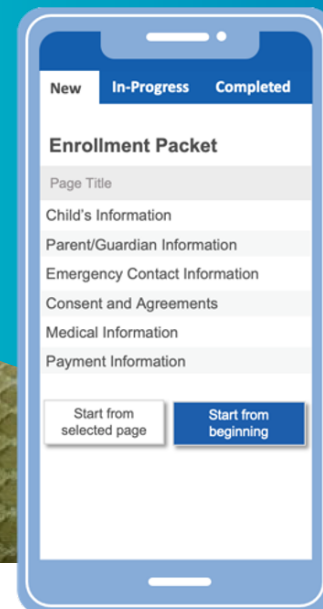 New In-Progress Completed
Enrollment Packet
Page Title
Child's Information
Parent/Guardian Information
Emergency Contact Information
Consent and Agreements
Medical Information
Payment Information
Start from
selected page
Start from
beginning